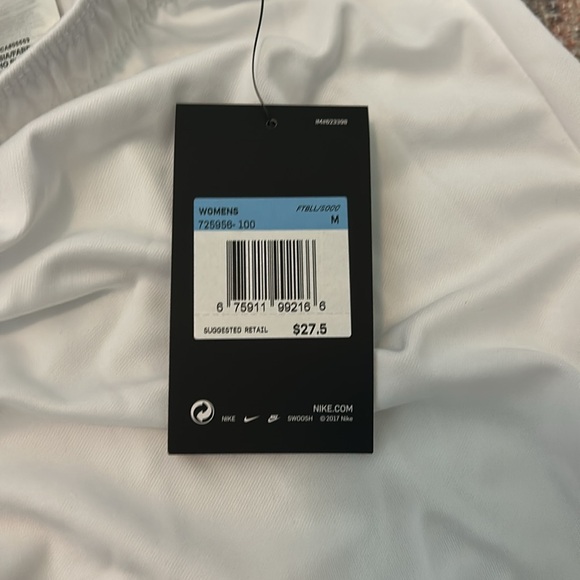 WOMENS FTBLL/SOCC
725956-100 M
6 75911 99216 6
SUGGESTED RETAIL $27.5
NIKE.COM
NIKE SWOOSH ©2017 Nike